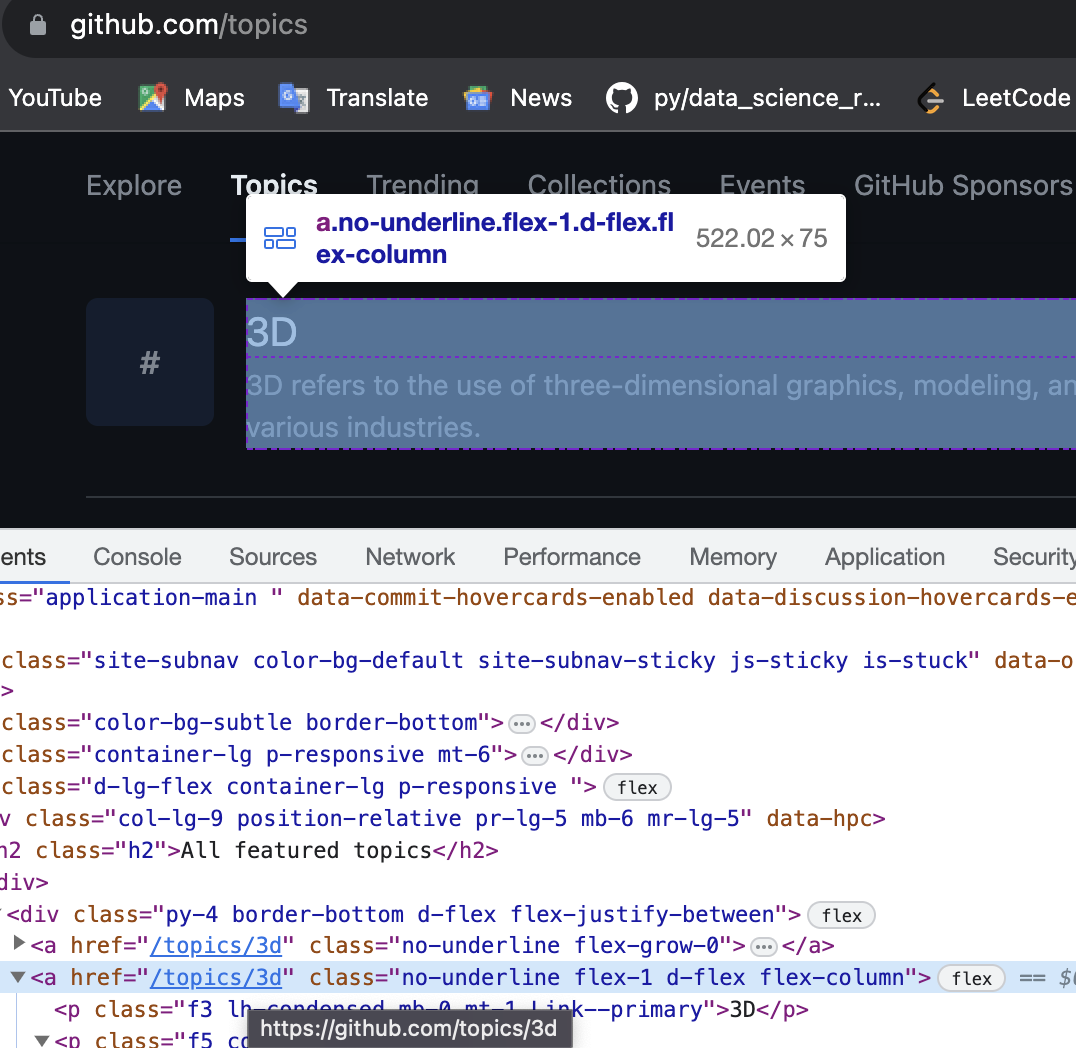 github.com/topics
YouTube Maps Translate News py/data_science_r... LeetCode
Explore Topics Trending Collections Events GitHub Sponsors
a.no-underline.flex-1.d-flex.fl
ex-column
522.02 × 75
#
3D
3D refers to the use of three-dimensional graphics, modeling, an
various industries.
ents Console Sources Network Performance Memory Application Security
ss="application-main " data-commit-hovercards-enabled data-discussion-hovercards-e
class="site-subnav color-bg-default site-subnav-sticky js-sticky is-stuck" data-o
>
class="color-bg-subtle border-bottom">…</div>
class="container-lg p-responsive mt-6">…</div>
class="d-lg-flex container-lg p-responsive "> flex
v class="col-lg-9 position-relative pr-lg-5 mb-6 mr-lg-5" data-hpc>
h2 class="h2">All featured topics</h2>
div>
<div class="py-4 border-bottom d-flex flex-justify-between"> flex
<a href="/topics/3d" class="no-underline flex-grow-0">…</a>
<a href="/topics/3d" class="no-underline flex-1 d-flex flex-column"> flex == $
<p class="f3 lh-condensed mb-0 mt-1 Link--primary">3D</p>
https://github.com/topics/3d
<p class="f5 co